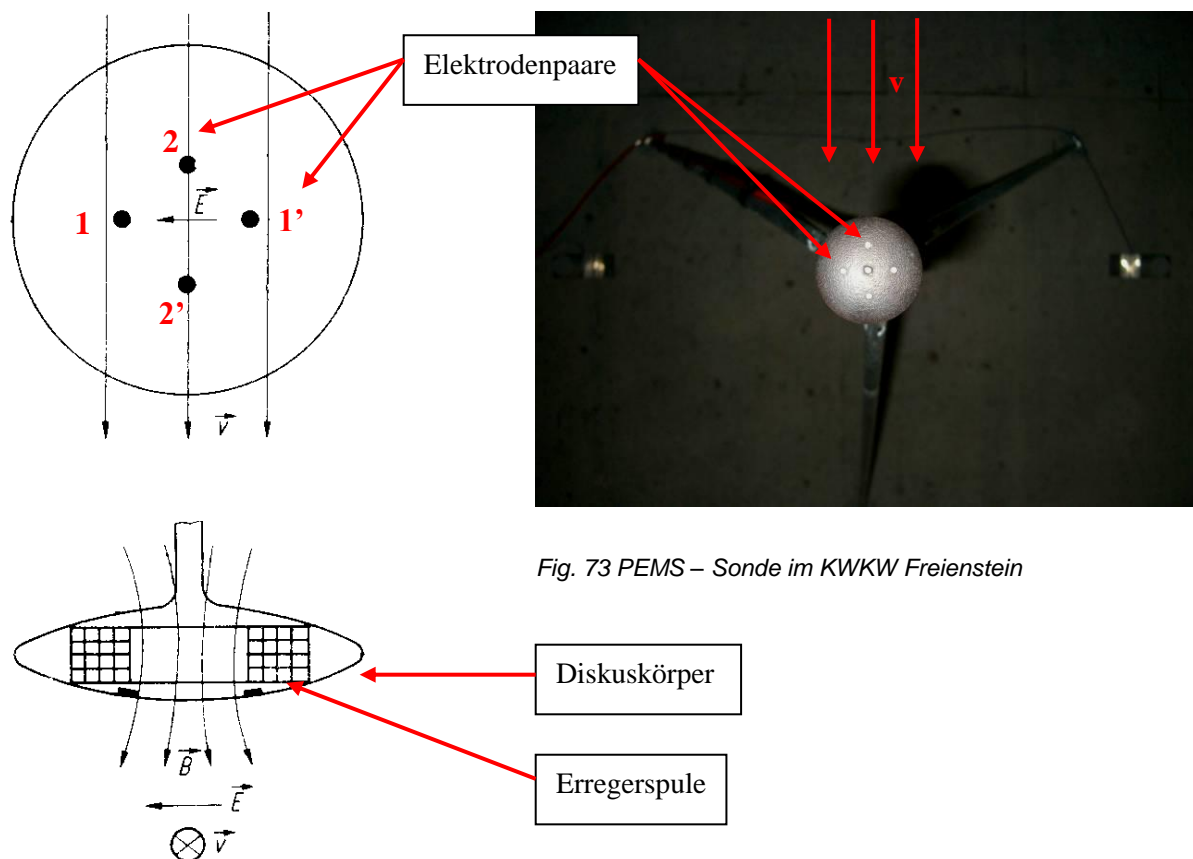 Elektrodenpaare
v
2
E
1
1’
2’
v
Fig. 73 PEMS – Sonde im KWKW Freienstein
Diskuskörper
B
Erregerspule
E
v